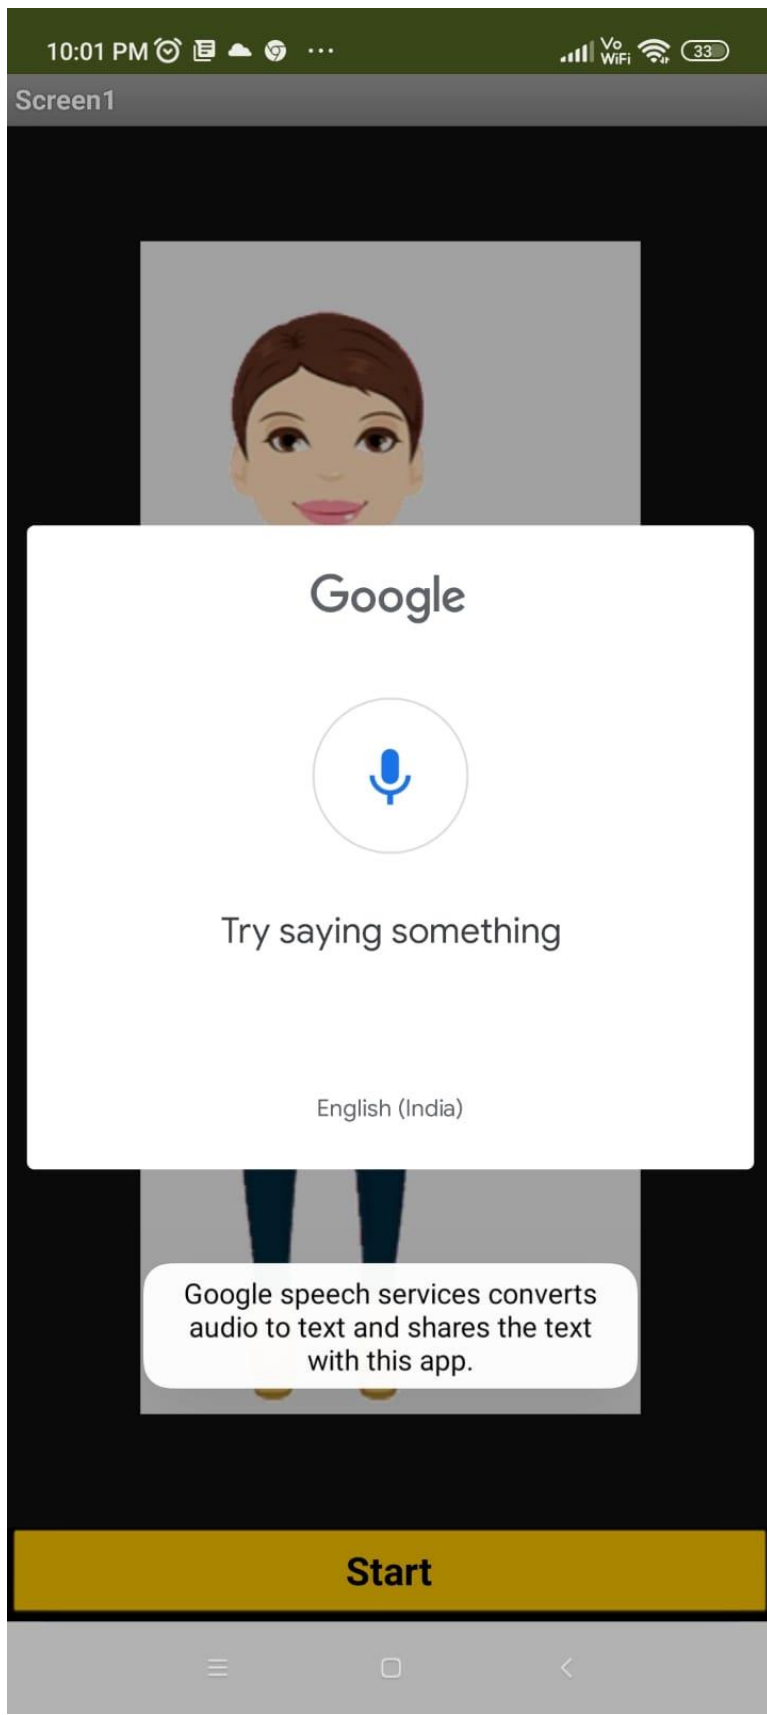 10:01 PM ... Vo WiFi 33
Screen1
Google
Try saying something
English (India)
Google speech services converts
audio to text and shares the text
with this app.
Start